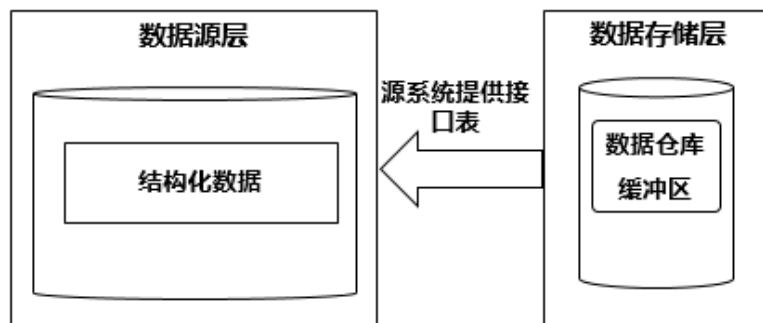 数据源层
结构化数据
源系统提供接
口表
数据存储层
数据仓库
缓冲区